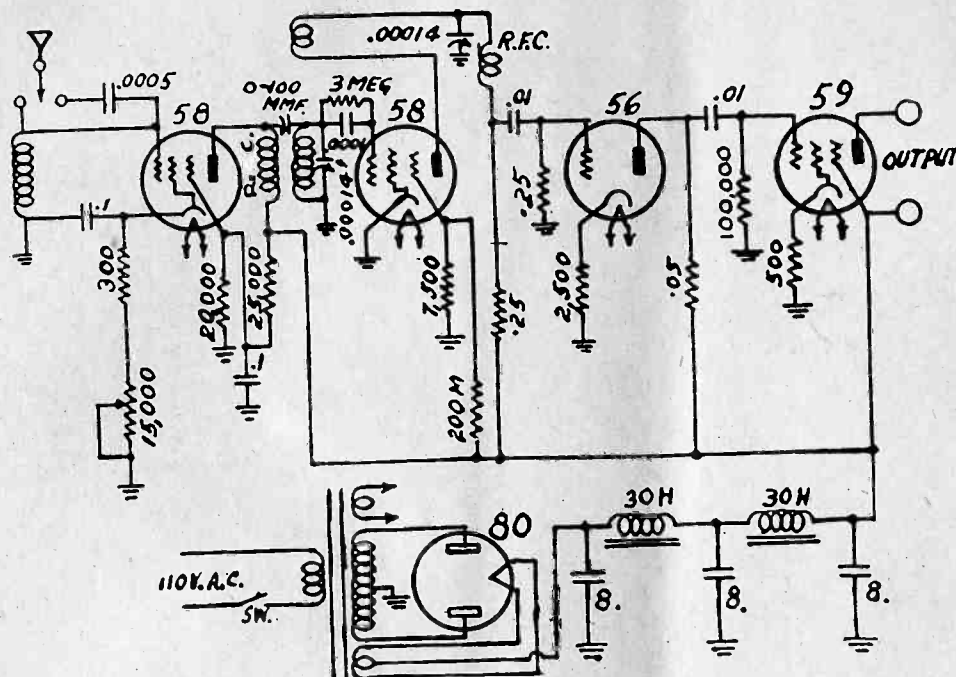 .00014
R.F.C.
.0005
58
0-100
MMF.
3 MEG
58
.01
56
.01
59
OUTPUT
R.F.C.
.00014
.1
300
20,000
25,000
.1
15,000
7,500
200M
.25
.25
2,500
.05
100,000
500
110V.A.C.
SW.
80
30H
30H
8.
8.
8.